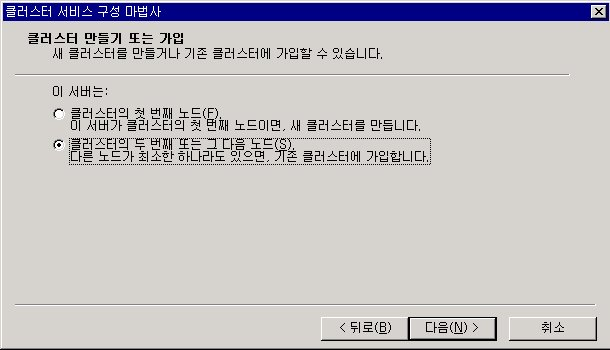 클러스터 서비스 구성 마법사
클러스터 만들기 또는 가입
새 클러스터를 만들거나 기존 클러스터에 가입할 수 있습니다.
이 서버는:
클러스터의 첫 번째 노드(F).
이 서버가 클러스터의 첫 번째 노드이면, 새 클러스터를 만듭니다.
클러스터의 두 번째 또는 그 다음 노드(S).
다른 노드가 최소한 하나라도 있으면, 기존 클러스터에 가입합니다.
< 뒤로(B)
다음(N) >
취소